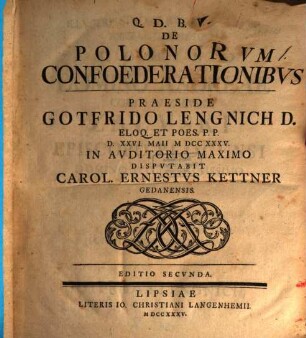 Q. D. B. V.
DE
POLONORVM
CONFOEDERATIONIBVS
PRAESIDE
GOTFRIDO LENGNICH D.
ELOQ. ET POES. P. P.
D. XXVI. MAII M DCC XXXV.
IN AVDITORIO MAXIMO
DISPVTABIT
CAROL. ERNESTVS KETTNER
GEDANENSIS.
EDITIO SECVNDA.
LIPSIAE
LITERIS IO. CHRISTIANI LANGENHEMII.
MDCCXXXV.